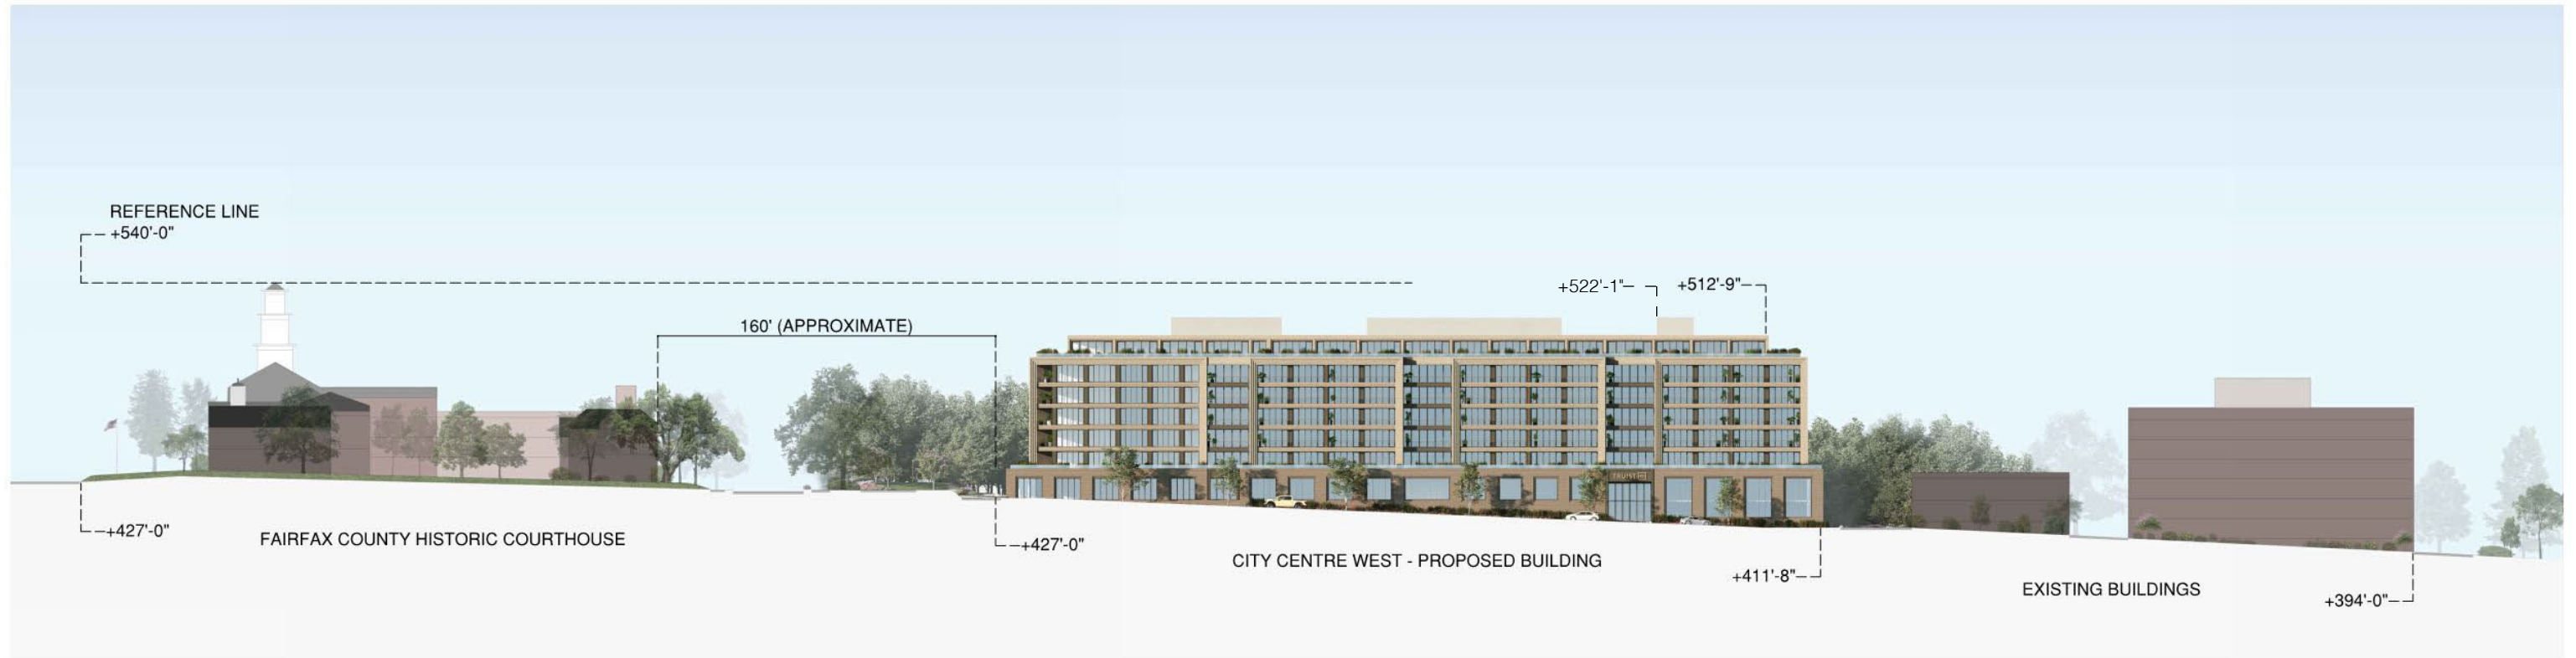 REFERENCE LINE
+540'-0"
+522'-1"
+512'-9"
160' (APPROXIMATE)
TRUIST
+427'-0"
FAIRFAX COUNTY HISTORIC COURTHOUSE
+427'-0"
CITY CENTRE WEST - PROPOSED BUILDING
+411'-8"
EXISTING BUILDINGS
+394'-0"